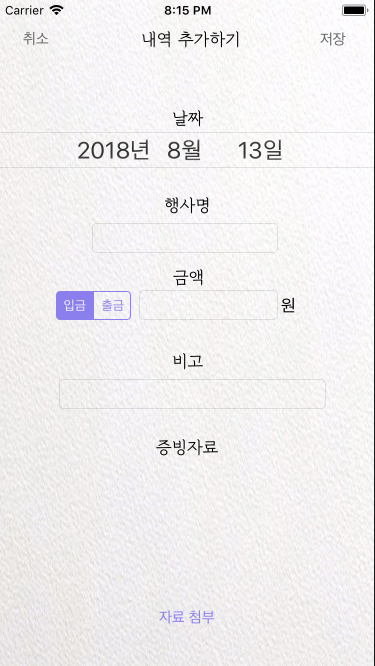 Carrier 8:15 PM
취소 내역 추가하기 저장
날짜
2018년 8월 13일
행사명
금액
입금 출금 원
비고
증빙자료
자료 첨부